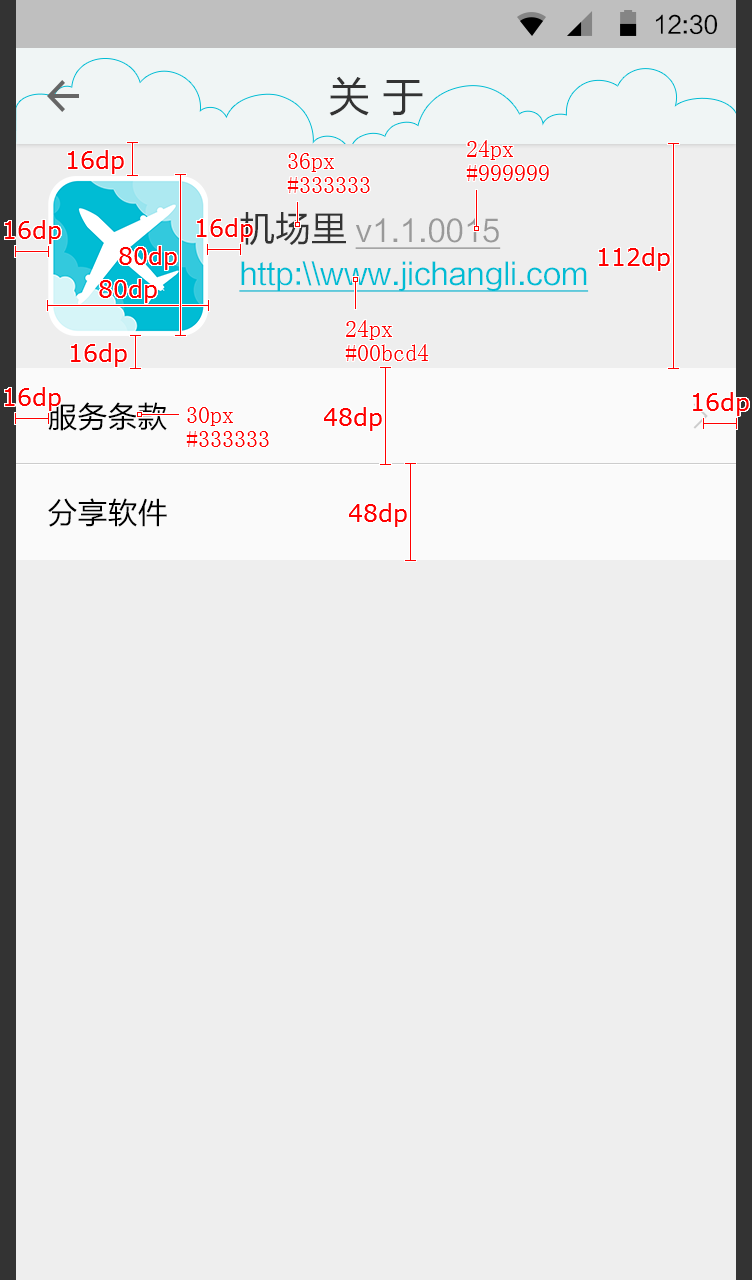 12:30
关于
16dp
36px
#333333
24px
#999999
16dp
16dp
80dp
80dp
机场里 v1.1.0015
http:\\www.jichangli.com
112dp
24px
#00bcd4
16dp
16dp
服务条款
30px
#333333
48dp
16dp
分享软件
48dp